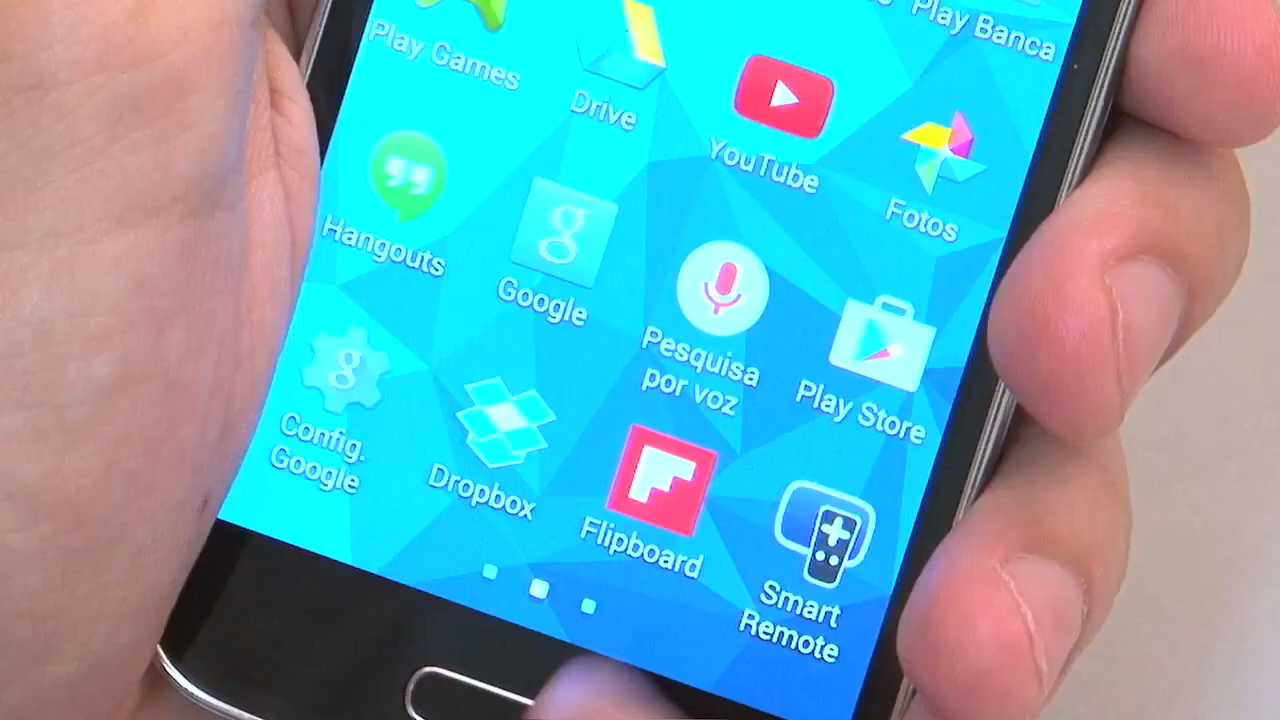 Play Banca
Play Games
Drive
YouTube
Fotos
Hangouts
g
Google
Pesquisa
por voz
Play Store
g
Config.
Google
Dropbox
Flipboard
Smart
Remote